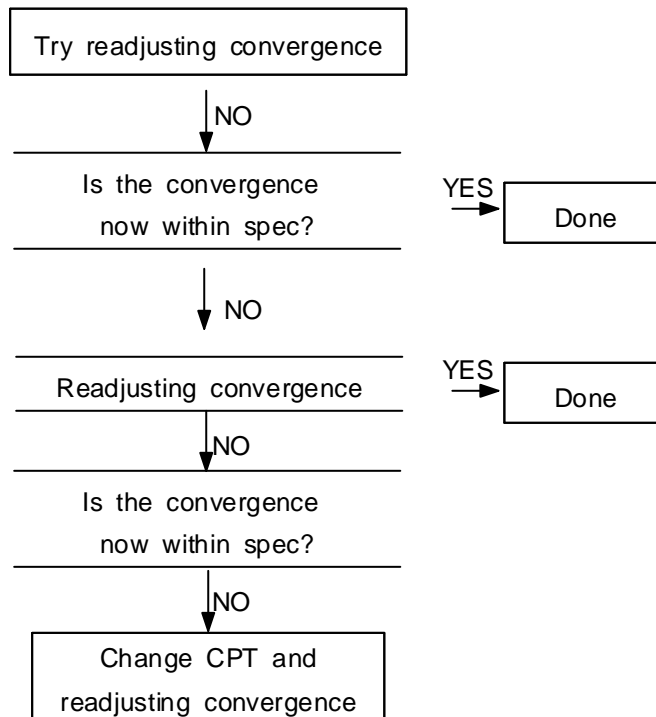 Try readjusting convergence
NO
Is the convergence
now within spec?
YES
Done
NO
Readjusting convergence
YES
Done
NO
Is the convergence
now within spec?
NO
Change CPT and
readjusting convergence